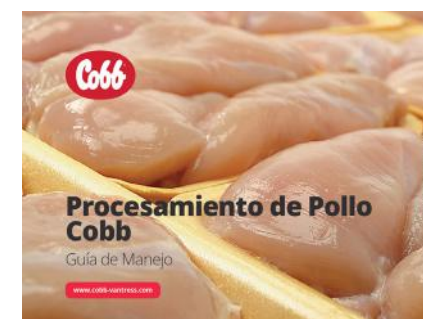 Cobb
Procesamiento de Pollo
Cobb
Guía de Manejo
www.cobb-vantress.com